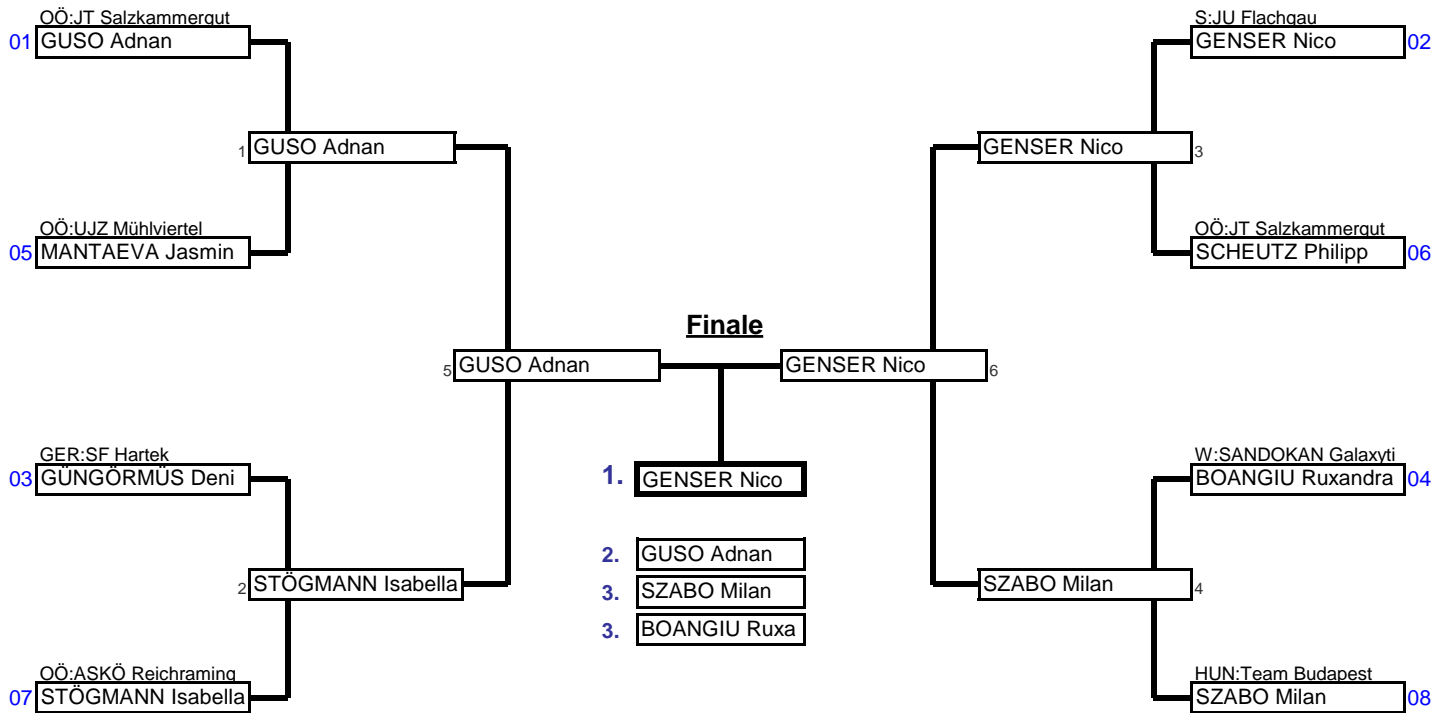 OÖ:JT Salzkammergut
01 GUSO Adnan
S:JU Flachgau
GENSER Nico 02
1 GUSO Adnan
GENSER Nico 3
OÖ:UJZ Mühlviertel
05 MANTAEVA Jasmin
OÖ:JT Salzkammergut
SCHEUTZ Philipp 06
Finale
5 GUSO Adnan
GENSER Nico 6
GER:SF Hartek
03 GÜNGÖRMÜS Deni
W:SANDOKAN Galaxyti
BOANGIU Ruxandra 04
1. GENSER Nico
2. GUSO Adnan
3. SZABO Milan
3. BOANGIU Ruxa
2 STÖGMANN Isabella
SZABO Milan 4
OÖ:ASKÖ Reichraming
07 STÖGMANN Isabella
HUN:Team Budapest
SZABO Milan 08